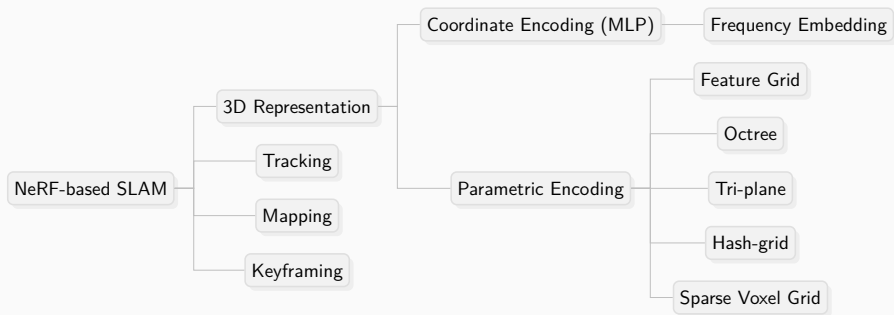 NeRF-based SLAM
3D Representation
Tracking
Mapping
Keyframing
Coordinate Encoding (MLP)
Parametric Encoding
Frequency Embedding
Feature Grid
Octree
Tri-plane
Hash-grid
Sparse Voxel Grid